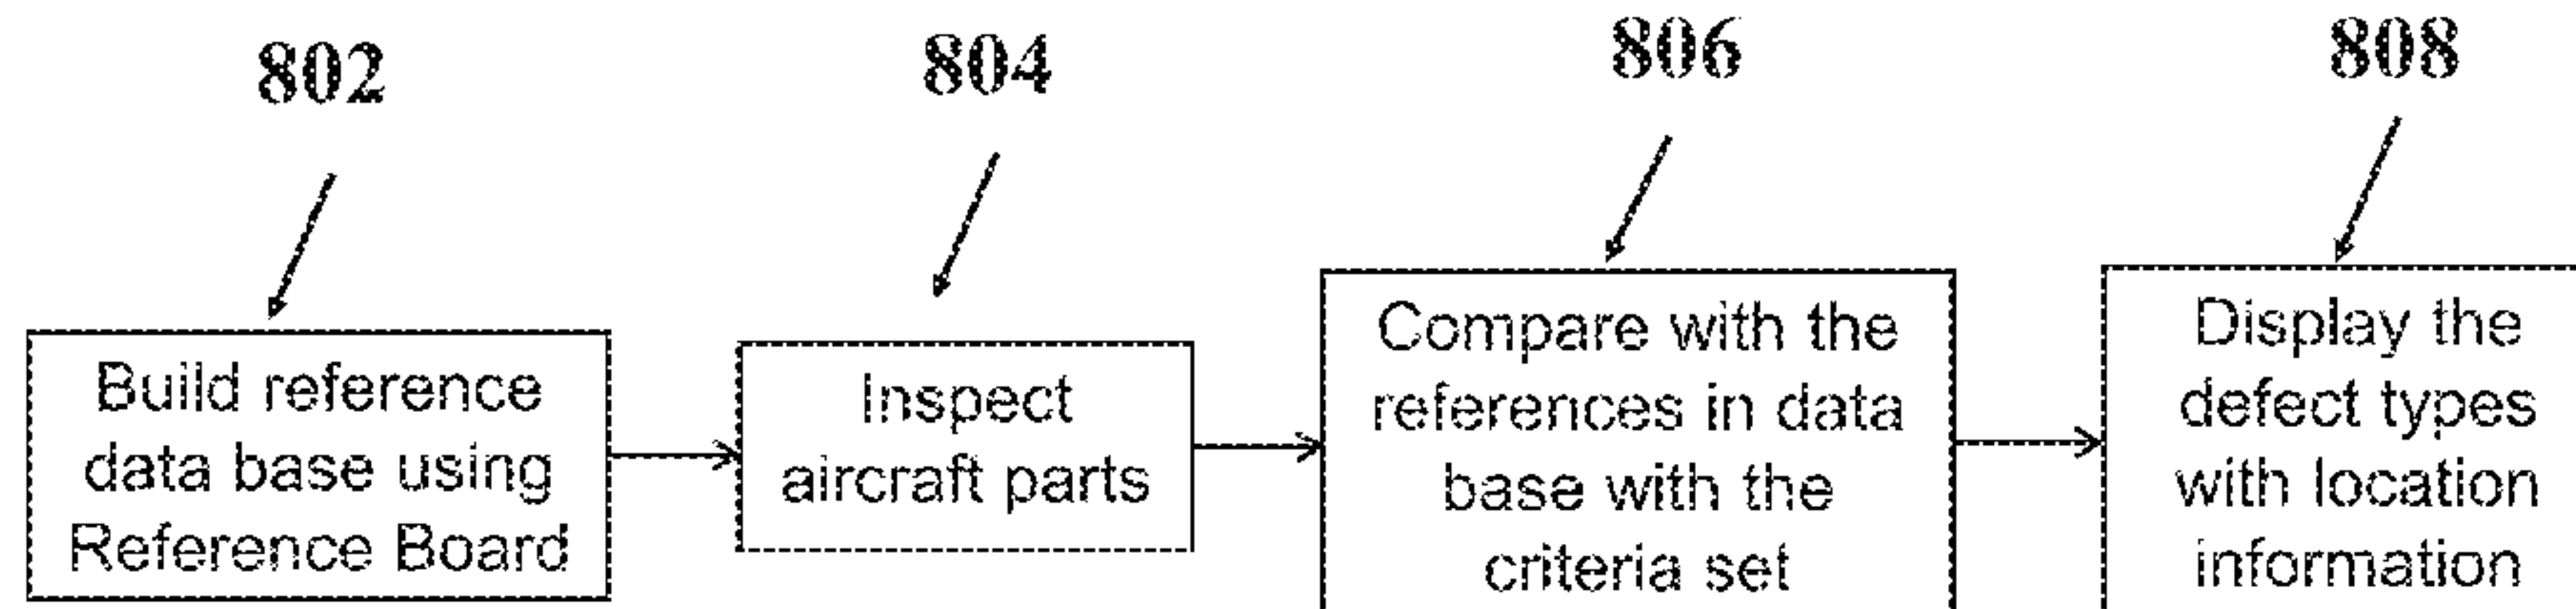 802
804
806
808
Build reference
data base using
Reference Board
Inspect
aircraft parts
Compare with the
references in data
base with the
criteria set
Display the
defect types
with location
information